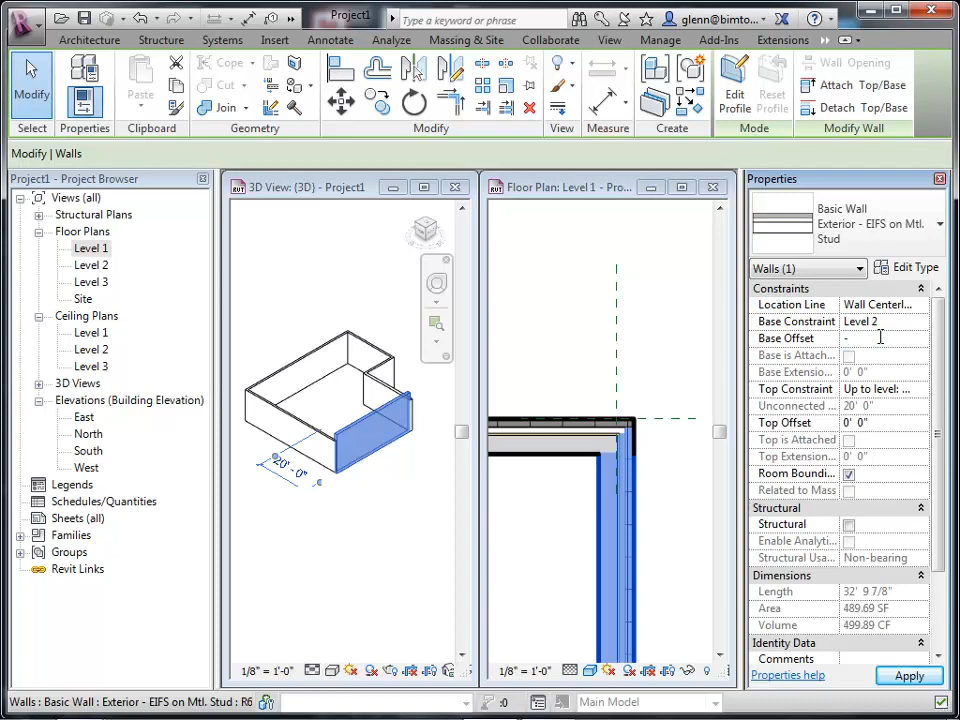 Project1
Type a keyword or phrase
glenn@bimto...
Architecture Structure Systems Insert Annotate Analyze Massing & Site Collaborate View Manage Add-Ins Extensions
Modify
Paste
Cope
Cut
Join
Edit Profile
Reset Profile
Wall Opening
Attach Top/Base
Detach Top/Base
Select Properties Clipboard Geometry Modify View Measure Create Mode Modify Wall
Modify | Walls
Project1 - Project Browser
Views (all)
Structural Plans
Floor Plans
Level 1
Level 2
Level 3
Site
Ceiling Plans
Level 1
Level 2
Level 3
3D Views
Elevations (Building Elevation)
East
North
South
West
Legends
Schedules/Quantities
Sheets (all)
Families
Groups
Revit Links
3D View: {3D} - Project1
20' - 0"
1/8" = 1'-0"
Floor Plan: Level 1 - Pro...
1/8" = 1'-0"
Properties
Basic Wall
Exterior - EIFS on Mtl. Stud
Walls (1)
Edit Type
Constraints
Location Line Wall Centerl...
Base Constraint Level 2
Base Offset -
Base is Attach...
Base Extensio... 0' 0"
Top Constraint Up to level: ...
Unconnected ... 20' 0"
Top Offset 0' 0"
Top is Attached
Top Extension... 0' 0"
Room Boundi...
Related to Mass
Structural
Structural
Enable Analyti...
Structural Usa... Non-bearing
Dimensions
Length 32' 9 7/8"
Area 489.69 SF
Volume 499.89 CF
Identity Data
Comments
Properties help
Apply
Walls : Basic Wall : Exterior - EIFS on Mtl. Stud : R6
:0
Main Model